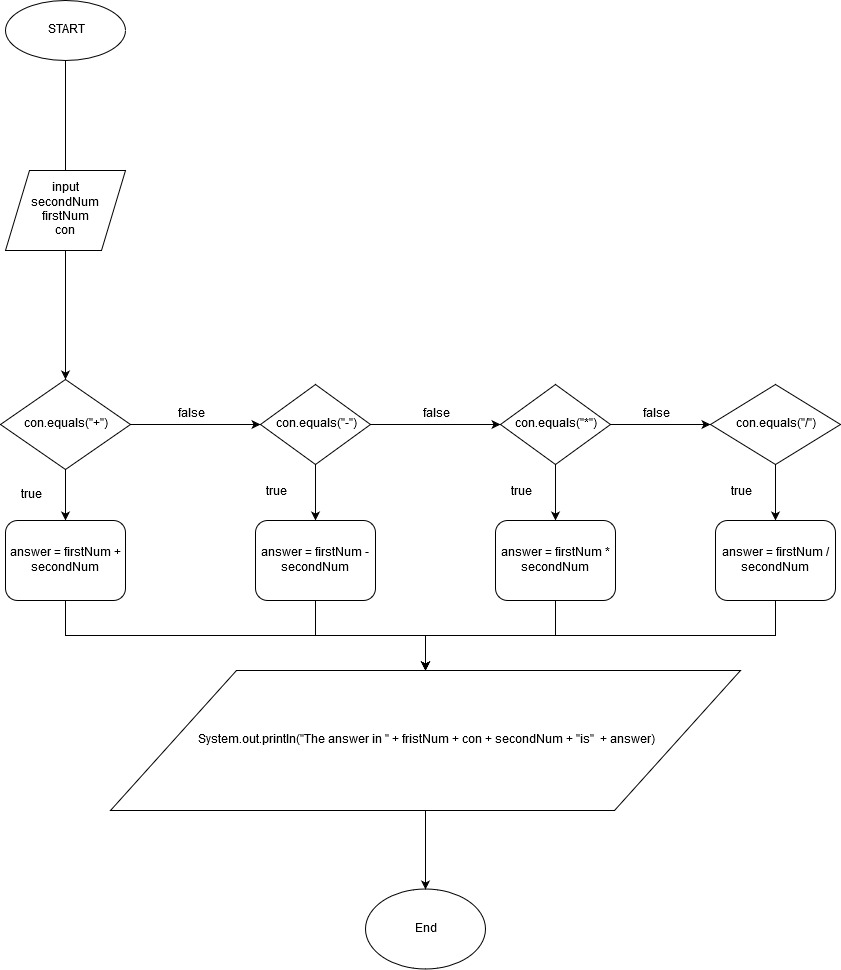 START
input
secondNum
firstNum
con
con.equals("+")
false
con.equals("-")
false
con.equals("*")
false
con.equals("/")
true
true
true
true
answer = firstNum +
secondNum
answer = firstNum -
secondNum
answer = firstNum *
secondNum
answer = firstNum /
secondNum
System.out.println("The answer in " + fristNum + con + secondNum + "is"  + answer)
End